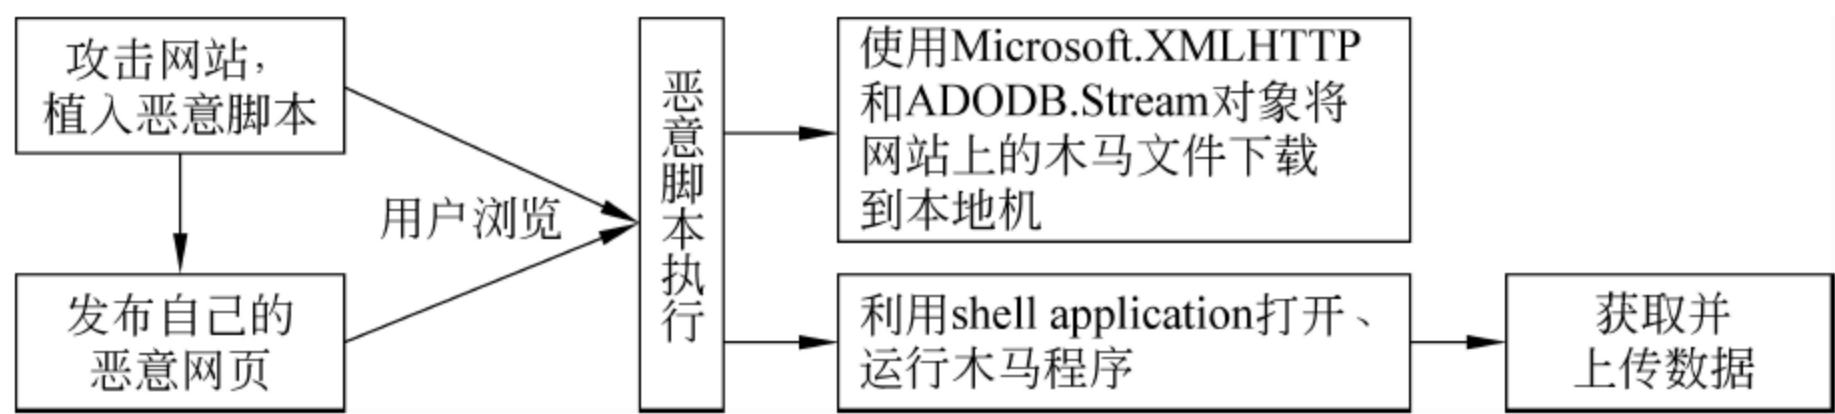 攻击网站，
植入恶意脚本
发布自己的
恶意网页
用户浏览
恶意脚本执行
使用Microsoft.XMLHTTP
和ADODB.Stream对象将
网站上的木马文件下载
到本地机
利用shell application打开、
运行木马程序
获取并
上传数据